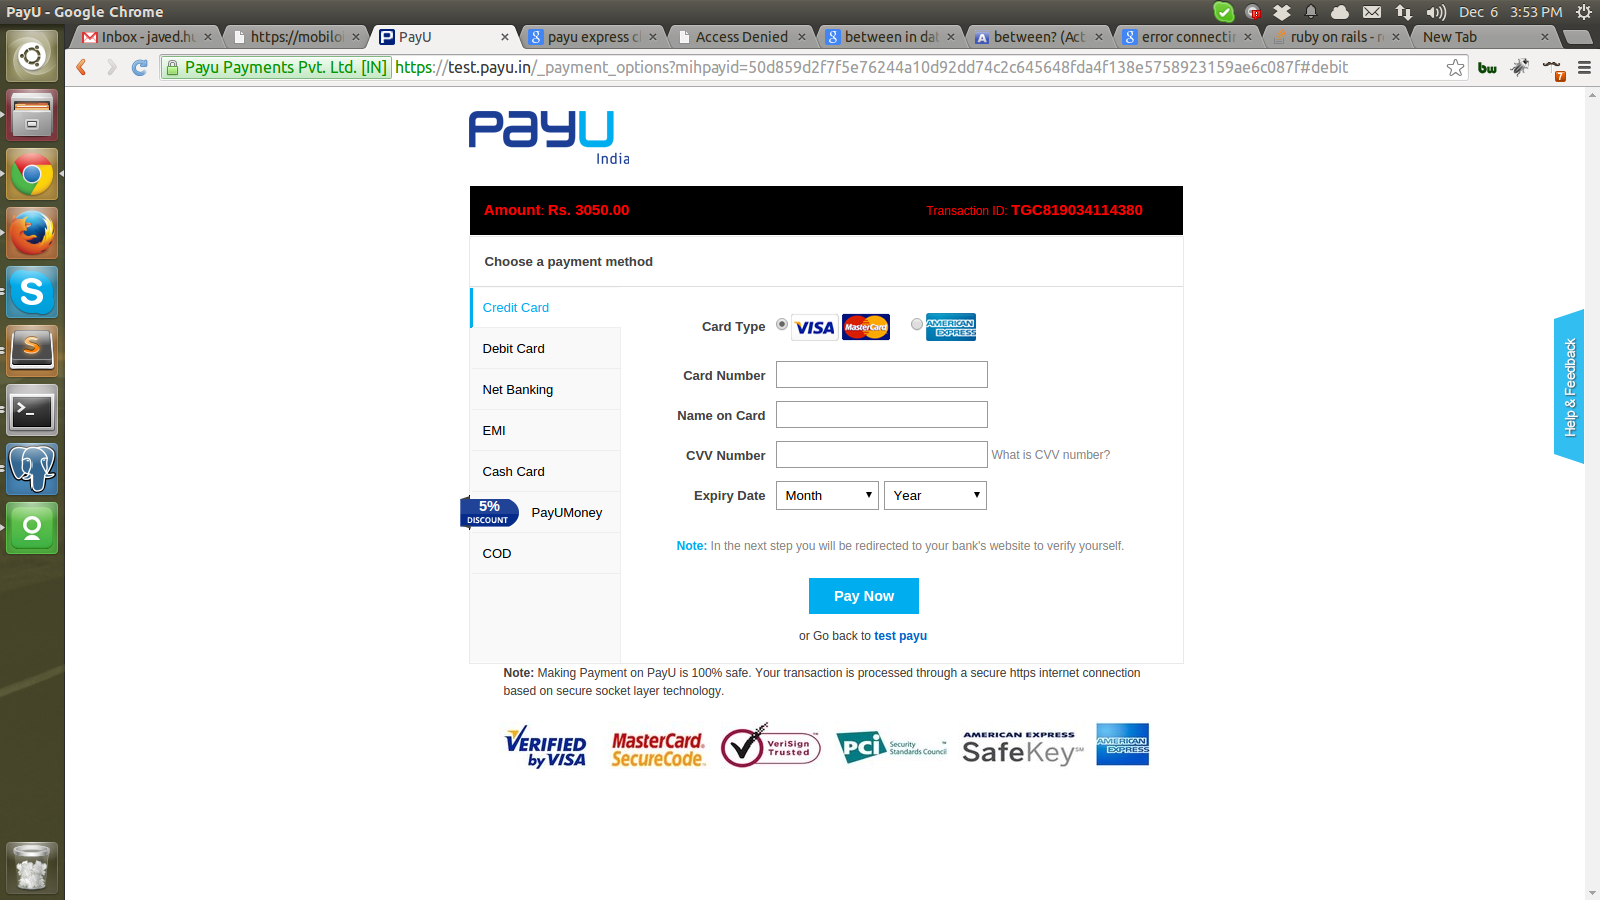 PayU - Google Chrome
Dec 6 3:53 PM
Inbox - javed.hu
https://mobiloi
PayU
payu express cl
Access Denied
between in dat
between? (Act
error connectin
ruby on rails - r
New Tab
Payu Payments Pvt. Ltd. [IN] https://test.payu.in/_payment_options?mihpayid=50d859d2f7f5e76244a10d92dd74c2c645648fda4f138e5758923159ae6c087f#debit
bw
7
PayU
India
Amount: Rs. 3050.00
Transaction ID: TGC819034114380
Choose a payment method
Credit Card
Debit Card
Net Banking
EMI
Cash Card
5%
DISCOUNT
PayUMoney
COD
Card Type
VISA
MasterCard
AMERICAN EXPRESS
Card Number
Name on Card
CVV Number
What is CVV number?
Expiry Date
Month
Year
Note: In the next step you will be redirected to your bank's website to verify yourself.
Pay Now
or Go back to test payu
Help & Feedback
Note: Making Payment on PayU is 100% safe. Your transaction is processed through a secure https internet connection
based on secure socket layer technology.
VERIFIED
by VISA
MasterCard.
SecureCode.
VeriSign
Trusted
PCI
Security
Standards Council
AMERICAN EXPRESS
SafeKey
AMERICAN EXPRESS